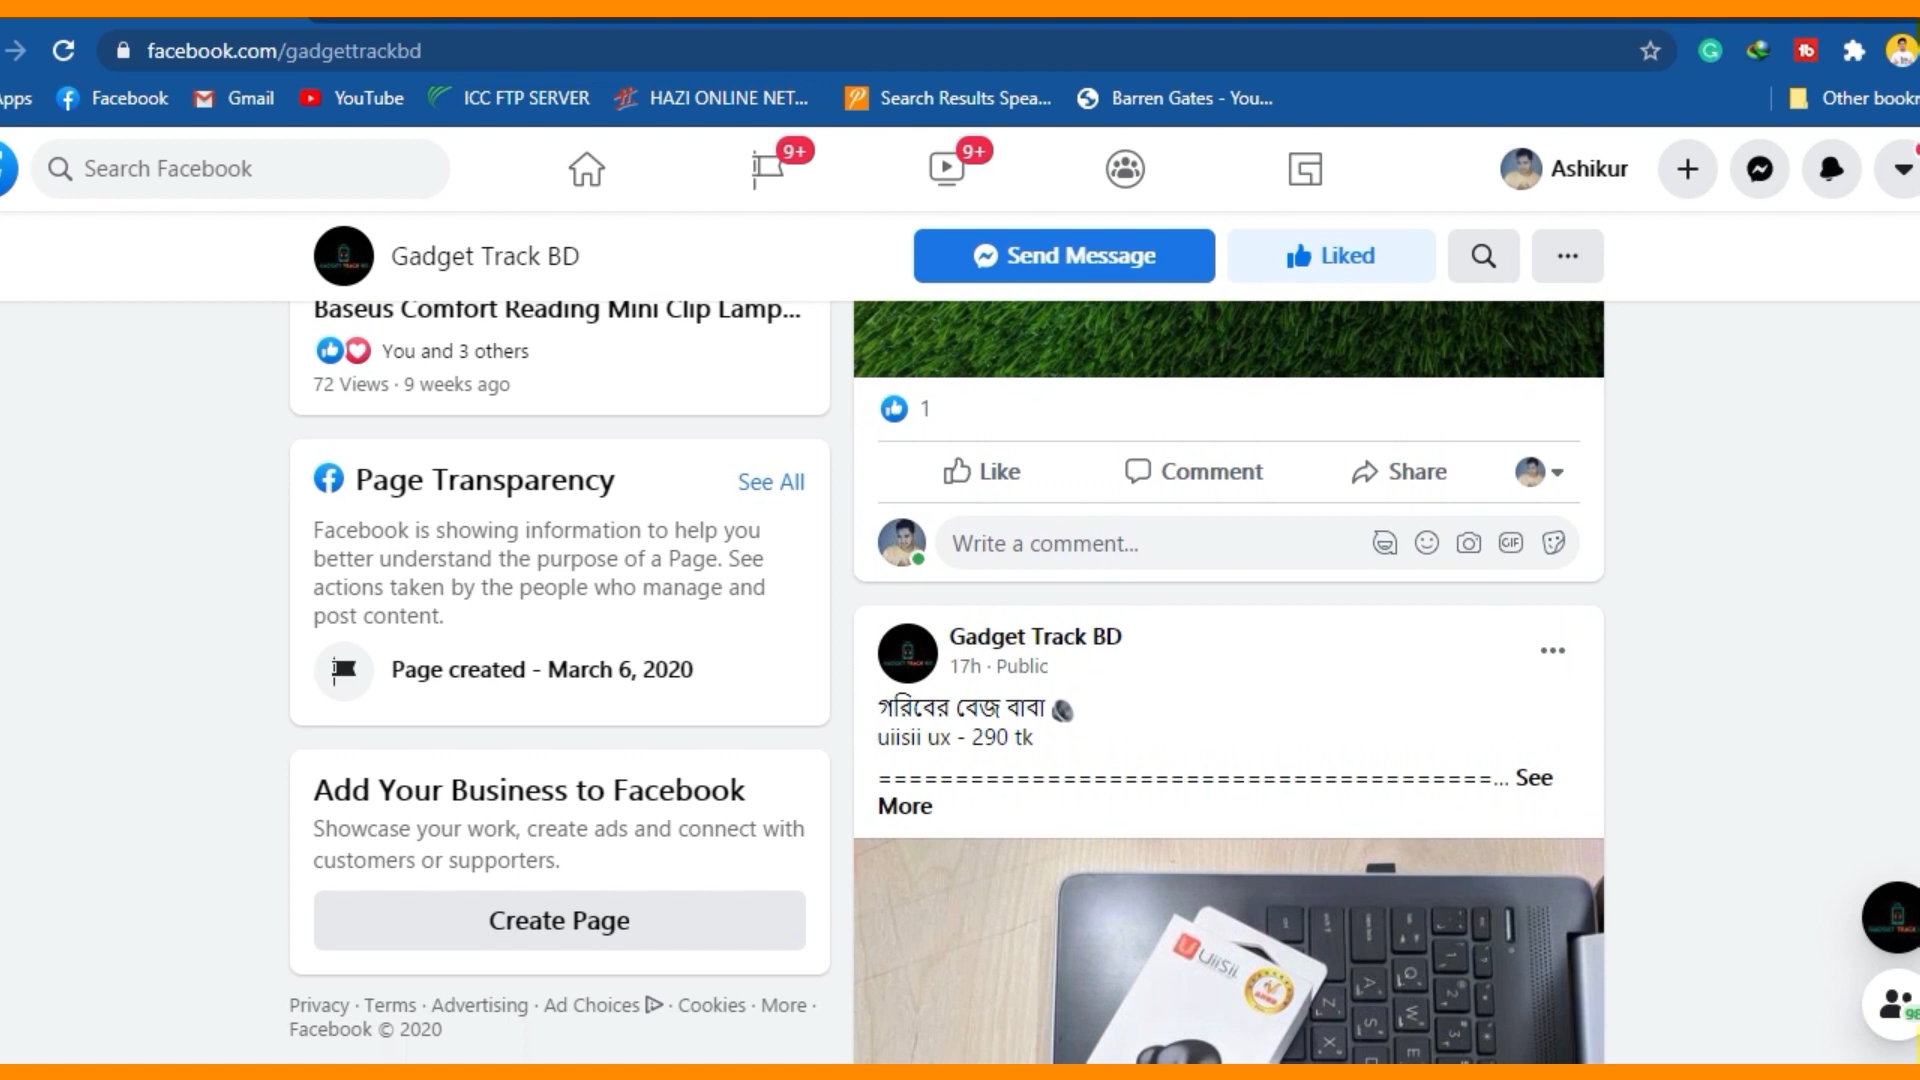 facebook.com/gadgettrackbd
Facebook
Gmail
YouTube
ICC FTP SERVER
HAZI ONLINE NET...
Search Results Spea...
Barren Gates - You...
Other
Search Facebook
9+
9+
Ashikur
Gadget Track BD
Send Message
Liked
Baseus Comfort Reading Mini Clip Lamp...
You and 3 others
72 Views · 9 weeks ago
Page Transparency
See All
Facebook is showing information to help you
better understand the purpose of a Page. See
actions taken by the people who manage and
post content.
Page created - March 6, 2020
Add Your Business to Facebook
Showcase your work, create ads and connect with
customers or supporters.
Create Page
Privacy · Terms · Advertising · Ad Choices · Cookies · More ·
Facebook © 2020
1
Like
Comment
Share
Write a comment...
GIF
Gadget Track BD
17h · Public
গরিবের বেজ বাবা
uiisii ux - 290 tk
========================================... See
More
UiiSii